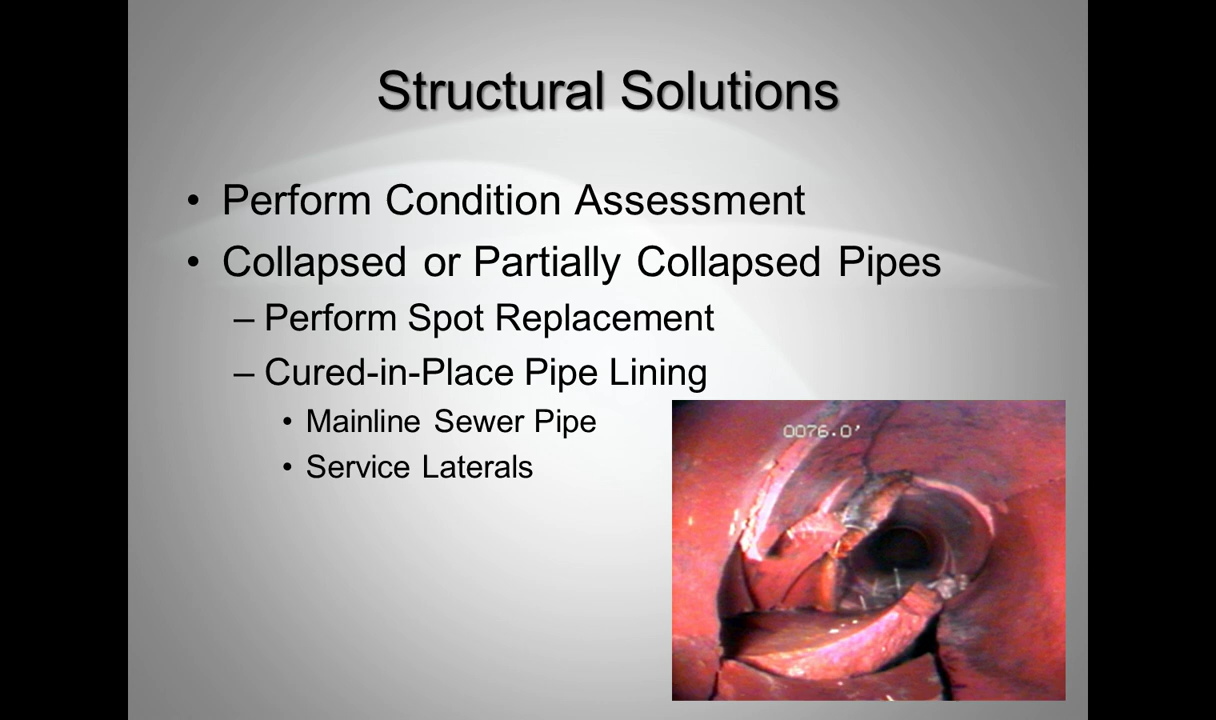 Structural Solutions
• Perform Condition Assessment
• Collapsed or Partially Collapsed Pipes
– Perform Spot Replacement
– Cured-in-Place Pipe Lining
• Mainline Sewer Pipe
• Service Laterals
0076.0'